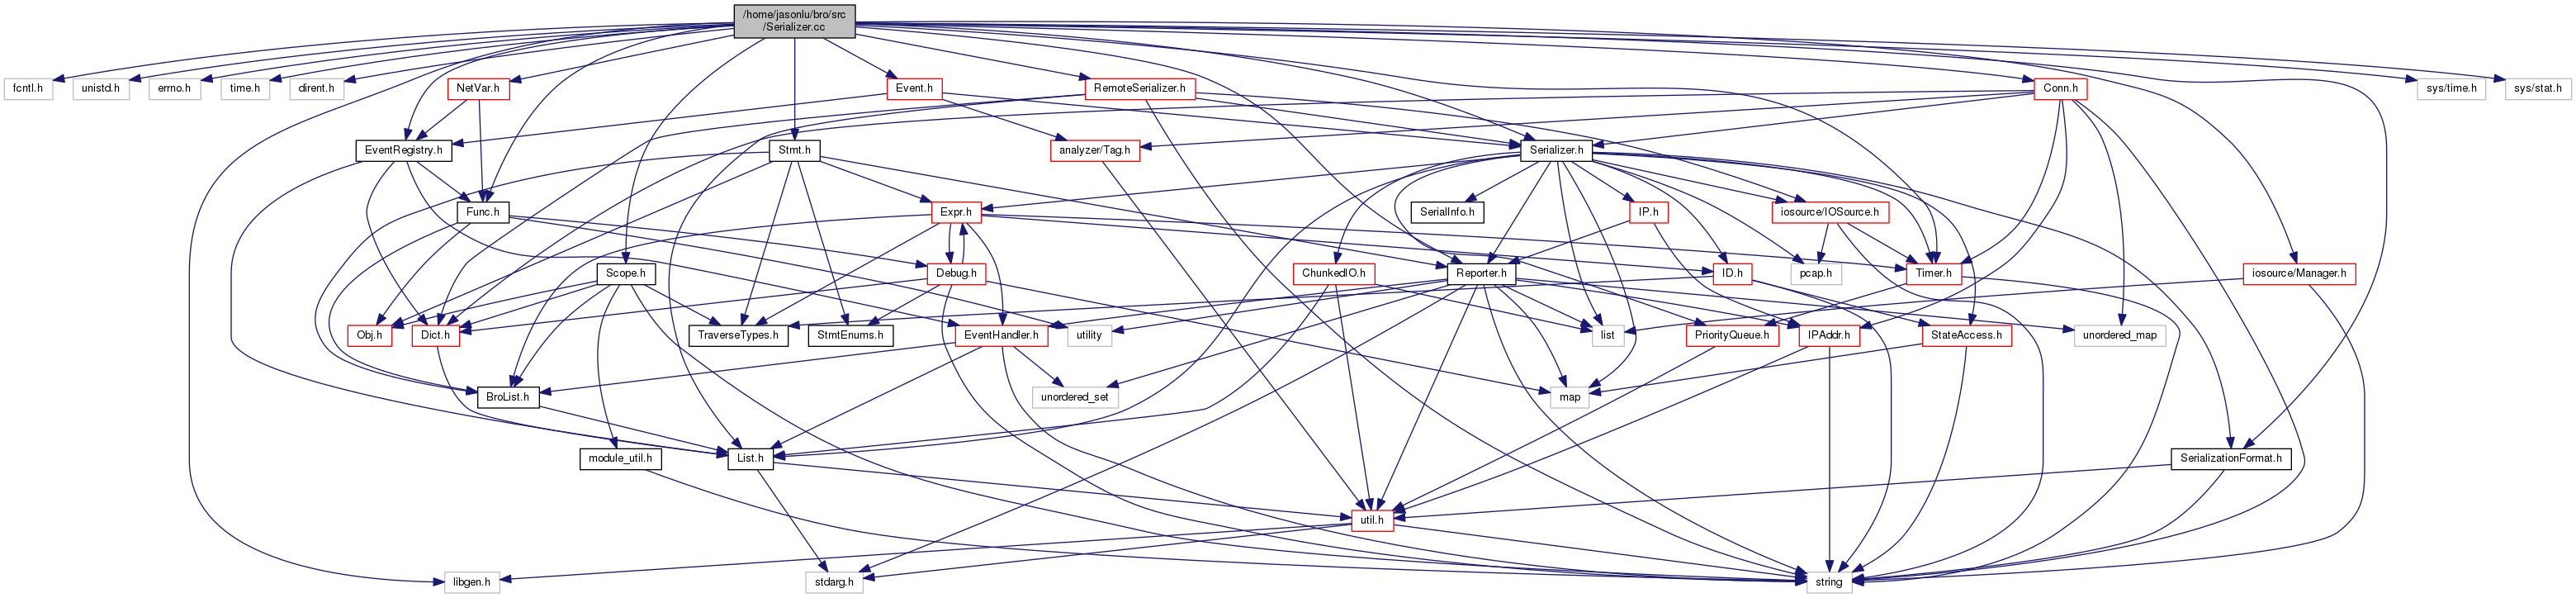 /home/jasonlu/bro/src
/Serializer.cc
fcntl.h
unistd.h
errno.h
time.h
dirent.h
NetVar.h
Event.h
RemoteSerializer.h
Conn.h
sys/time.h
sys/stat.h
EventRegistry.h
Stmt.h
analyzer/Tag.h
Serializer.h
Func.h
Expr.h
SerialInfo.h
IP.h
iosource/IOSource.h
Scope.h
Debug.h
ChunkedIO.h
Reporter.h
ID.h
pcap.h
Timer.h
iosource/Manager.h
Obj.h
Dict.h
TraverseTypes.h
StmtEnums.h
EventHandler.h
utility
list
PriorityQueue.h
IPAddr.h
StateAccess.h
unordered_map
BroList.h
unordered_set
map
module_util.h
List.h
SerializationFormat.h
util.h
libgen.h
stdarg.h
string